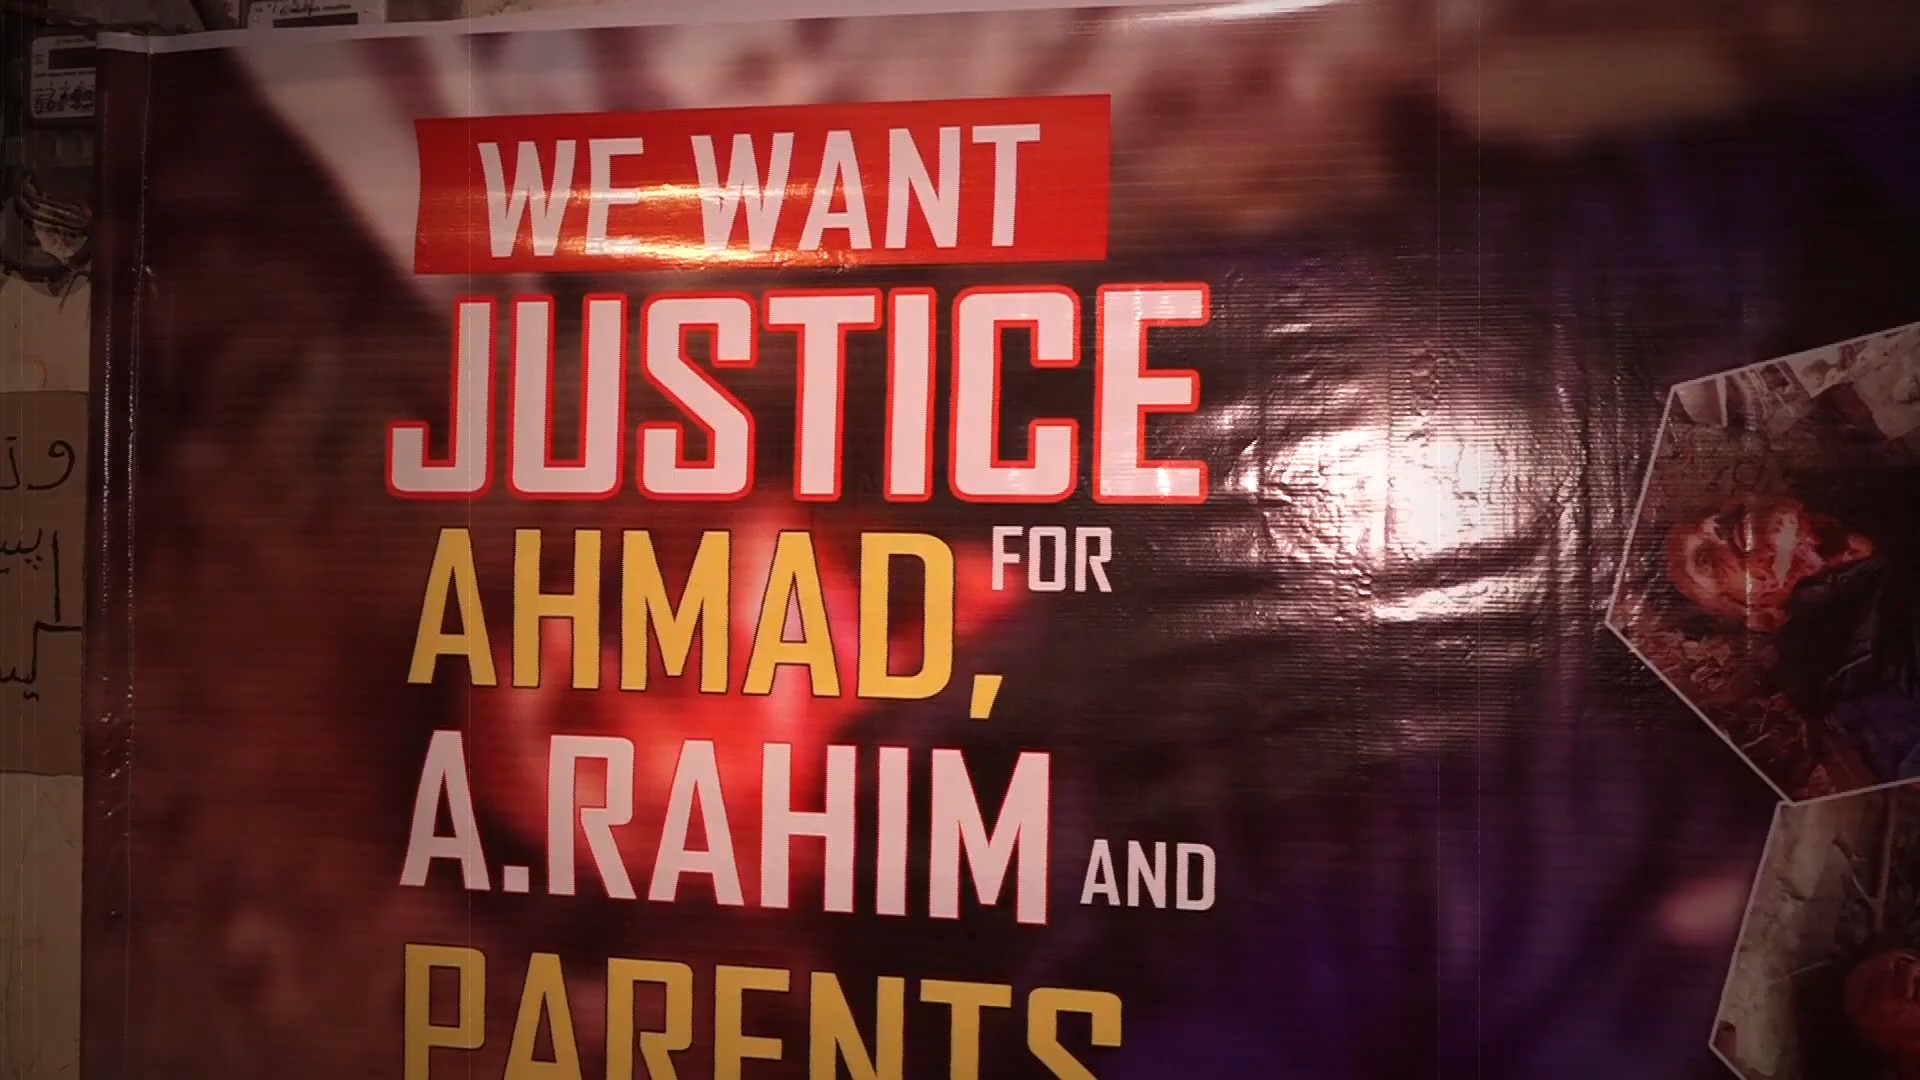 WE WANT
JUSTICE
FOR
AHMAD,
A.RAHIM AND
PARENTS